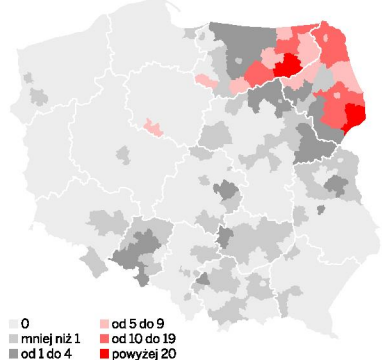 0
mniej niż 1
od 1 do 4
od 5 do 9
od 10 do 19
powyżej 20